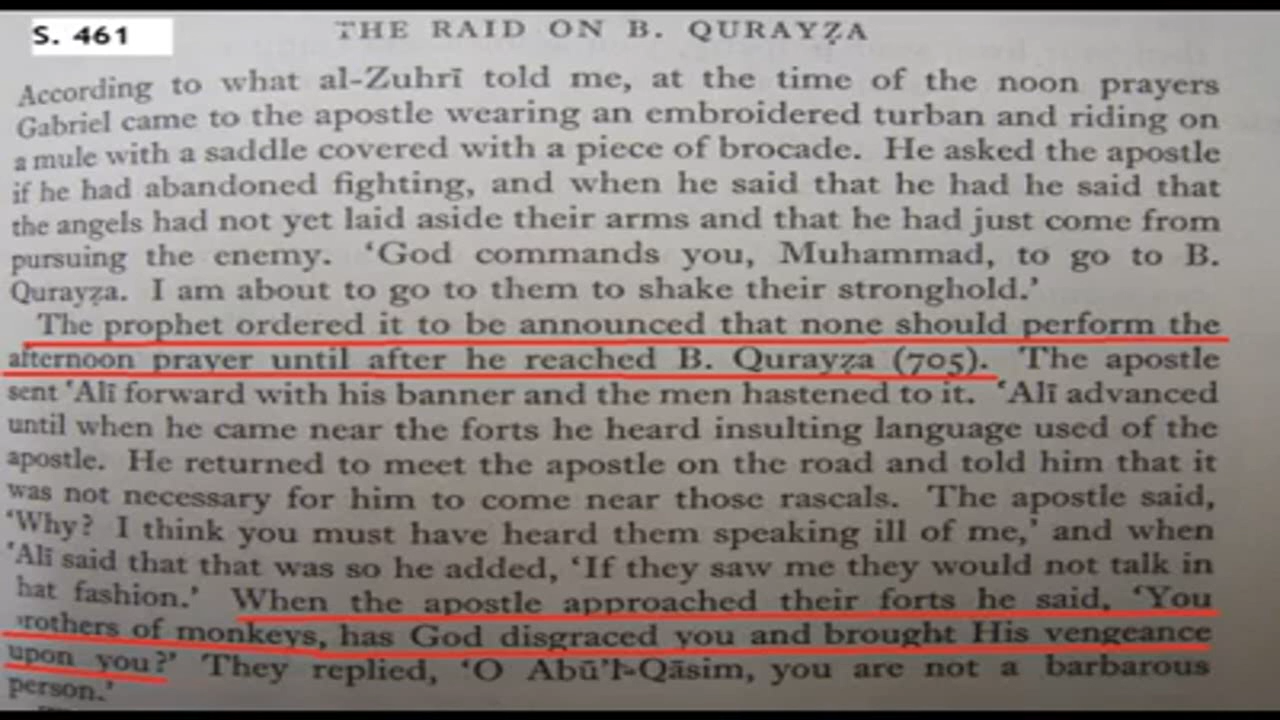 S. 461
THE RAID ON B. QURAYẒA
According to what al-Zuhrī told me, at the time of the noon prayers
Gabriel came to the apostle wearing an embroidered turban and riding on
a mule with a saddle covered with a piece of brocade. He asked the apostle
if he had abandoned fighting, and when he said that he had he said that
the angels had not yet laid aside their arms and that he had just come from
pursuing the enemy. ‘God commands you, Muhammad, to go to B.
Qurayẓa. I am about to go to them to shake their stronghold.’
The prophet ordered it to be announced that none should perform the
afternoon prayer until after he reached B. Qurayẓa (705). The apostle
sent ‘Alī forward with his banner and the men hastened to it. ‘Alī advanced
until when he came near the forts he heard insulting language used of the
apostle. He returned to meet the apostle on the road and told him that it
was not necessary for him to come near those rascals. The apostle said,
‘Why? I think you must have heard them speaking ill of me,’ and when
‘Alī said that that was so he added, ‘If they saw me they would not talk in
hat fashion.’ When the apostle approached their forts he said, ‘You
rothers of monkeys, has God disgraced you and brought His vengeance
upon you?’ They replied, ‘O Abū’l-Qāsim, you are not a barbarous
person.’